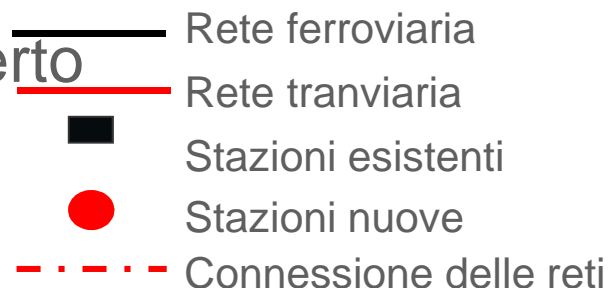 Rete ferroviaria
erto
Rete tranviaria
Stazioni esistenti
Stazioni nuove
Connessione delle reti